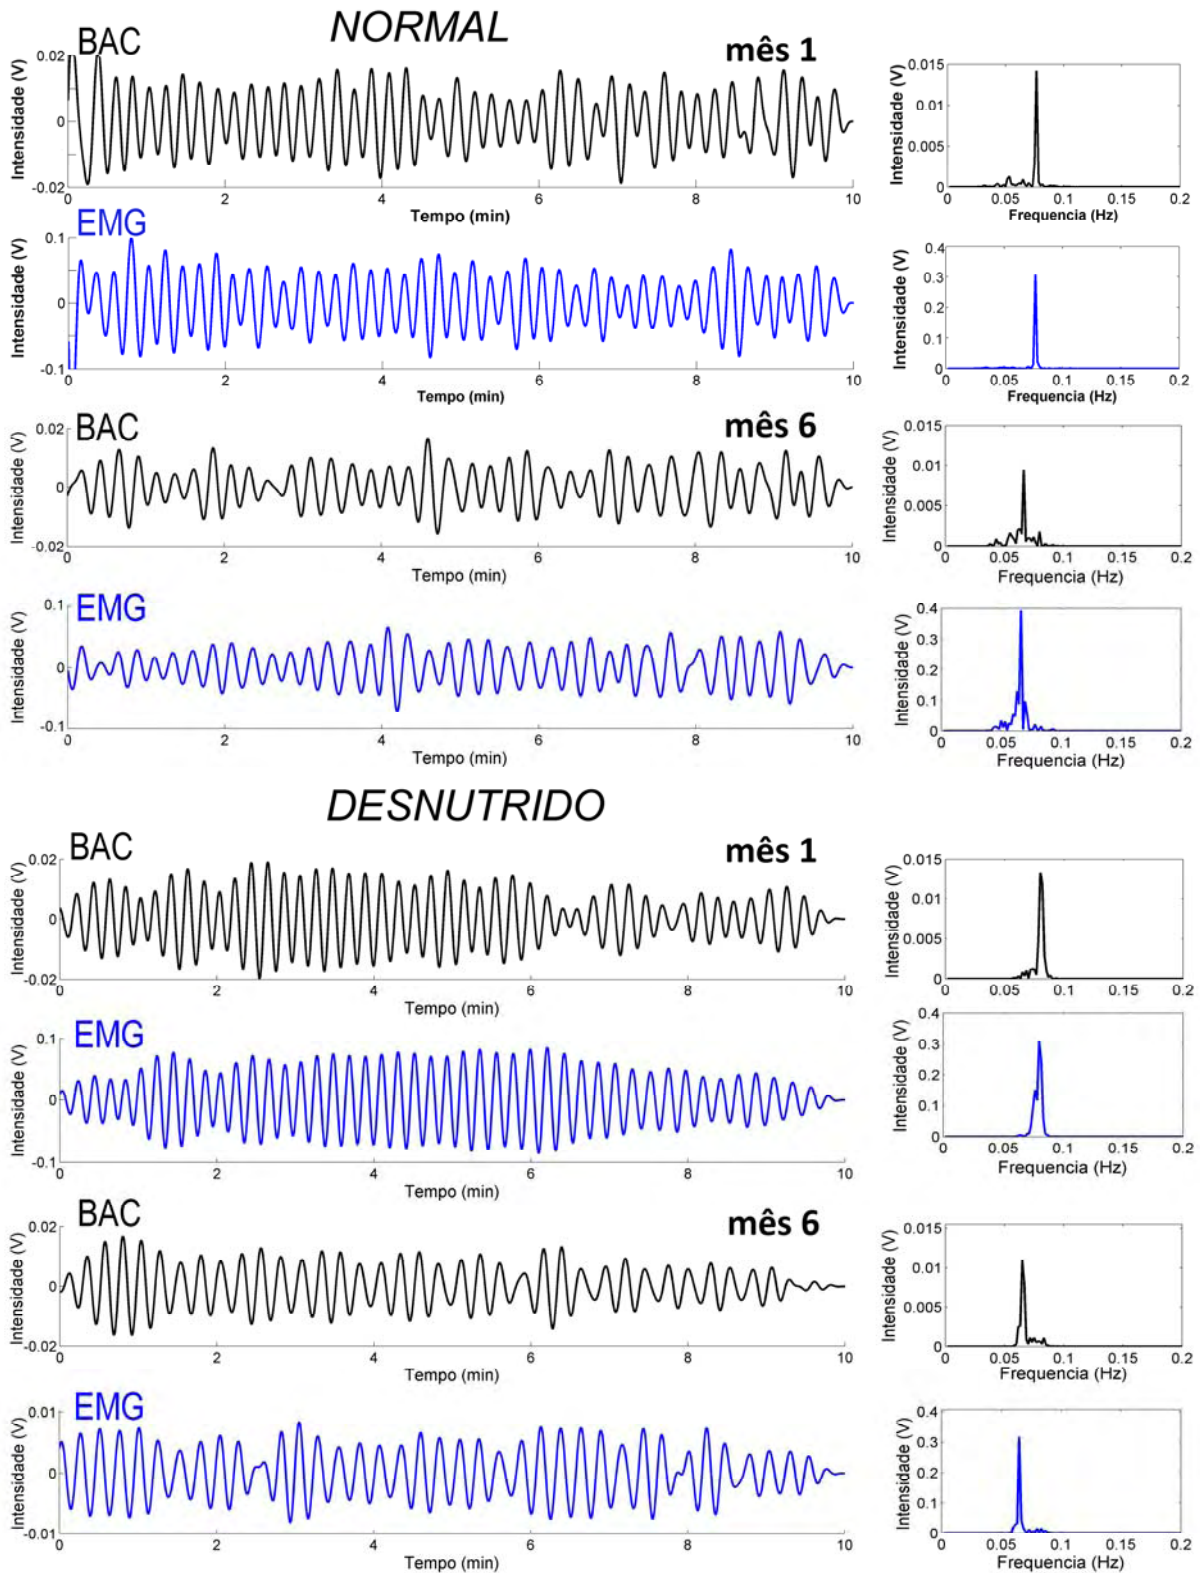 NORMAL
BAC
mês 1
Intensidade (V)
0.02
0
-0.02
0 2 4 6 8 10
Tempo (min)
Intensidade (V)
0.015
0.01
0.005
0
0 0.05 0.1 0.15 0.2
Frequencia (Hz)
EMG
Intensidade (V)
0.1
0
-0.1
0 2 4 6 8 10
Tempo (min)
Intensidade (V)
0.4
0.3
0.2
0.1
0
0 0.05 0.1 0.15 0.2
Frequencia (Hz)
BAC
mês 6
Intensidade (V)
0.02
0
-0.02
0 2 4 6 8 10
Tempo (min)
Intensidade (V)
0.015
0.01
0.005
0
0 0.05 0.1 0.15 0.2
Frequencia (Hz)
EMG
Intensidade (V)
0.1
0
-0.1
0 2 4 6 8 10
Tempo (min)
Intensidade (V)
0.4
0.3
0.2
0.1
0
0 0.05 0.1 0.15 0.2
Frequencia (Hz)
DESNUTRIDO
BAC
mês 1
Intensidade (V)
0.02
0
-0.02
0 2 4 6 8 10
Tempo (min)
Intensidade (V)
0.015
0.01
0.005
0
0 0.05 0.1 0.15 0.2
Frequencia (Hz)
EMG
Intensidade (V)
0.1
0
-0.1
0 2 4 6 8 10
Tempo (min)
Intensidade (V)
0.4
0.3
0.2
0.1
0
0 0.05 0.1 0.15 0.2
Frequencia (Hz)
BAC
mês 6
Intensidade (V)
0.02
0
-0.02
0 2 4 6 8 10
Tempo (min)
Intensidade (V)
0.015
0.01
0.005
0
0 0.05 0.1 0.15 0.2
Frequencia (Hz)
EMG
Intensidade (V)
0.01
0
-0.01
0 2 4 6 8 10
Tempo (min)
Intensidade (V)
0.4
0.3
0.2
0.1
0
0 0.05 0.1 0.15 0.2
Frequencia (Hz)